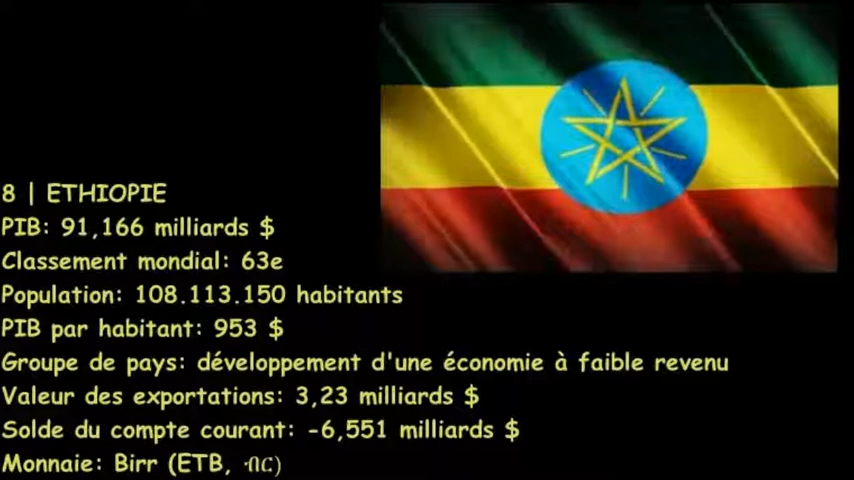 8 | ETHIOPIE
PIB: 91,166 milliards $
Classement mondial: 63e
Population: 108.113.150 habitants
PIB par habitant: 953 $
Groupe de pays: développement d'une économie à faible revenu
Valeur des exportations: 3,23 milliards $
Solde du compte courant: -6,551 milliards $
Monnaie: Birr (ETB, ብር)